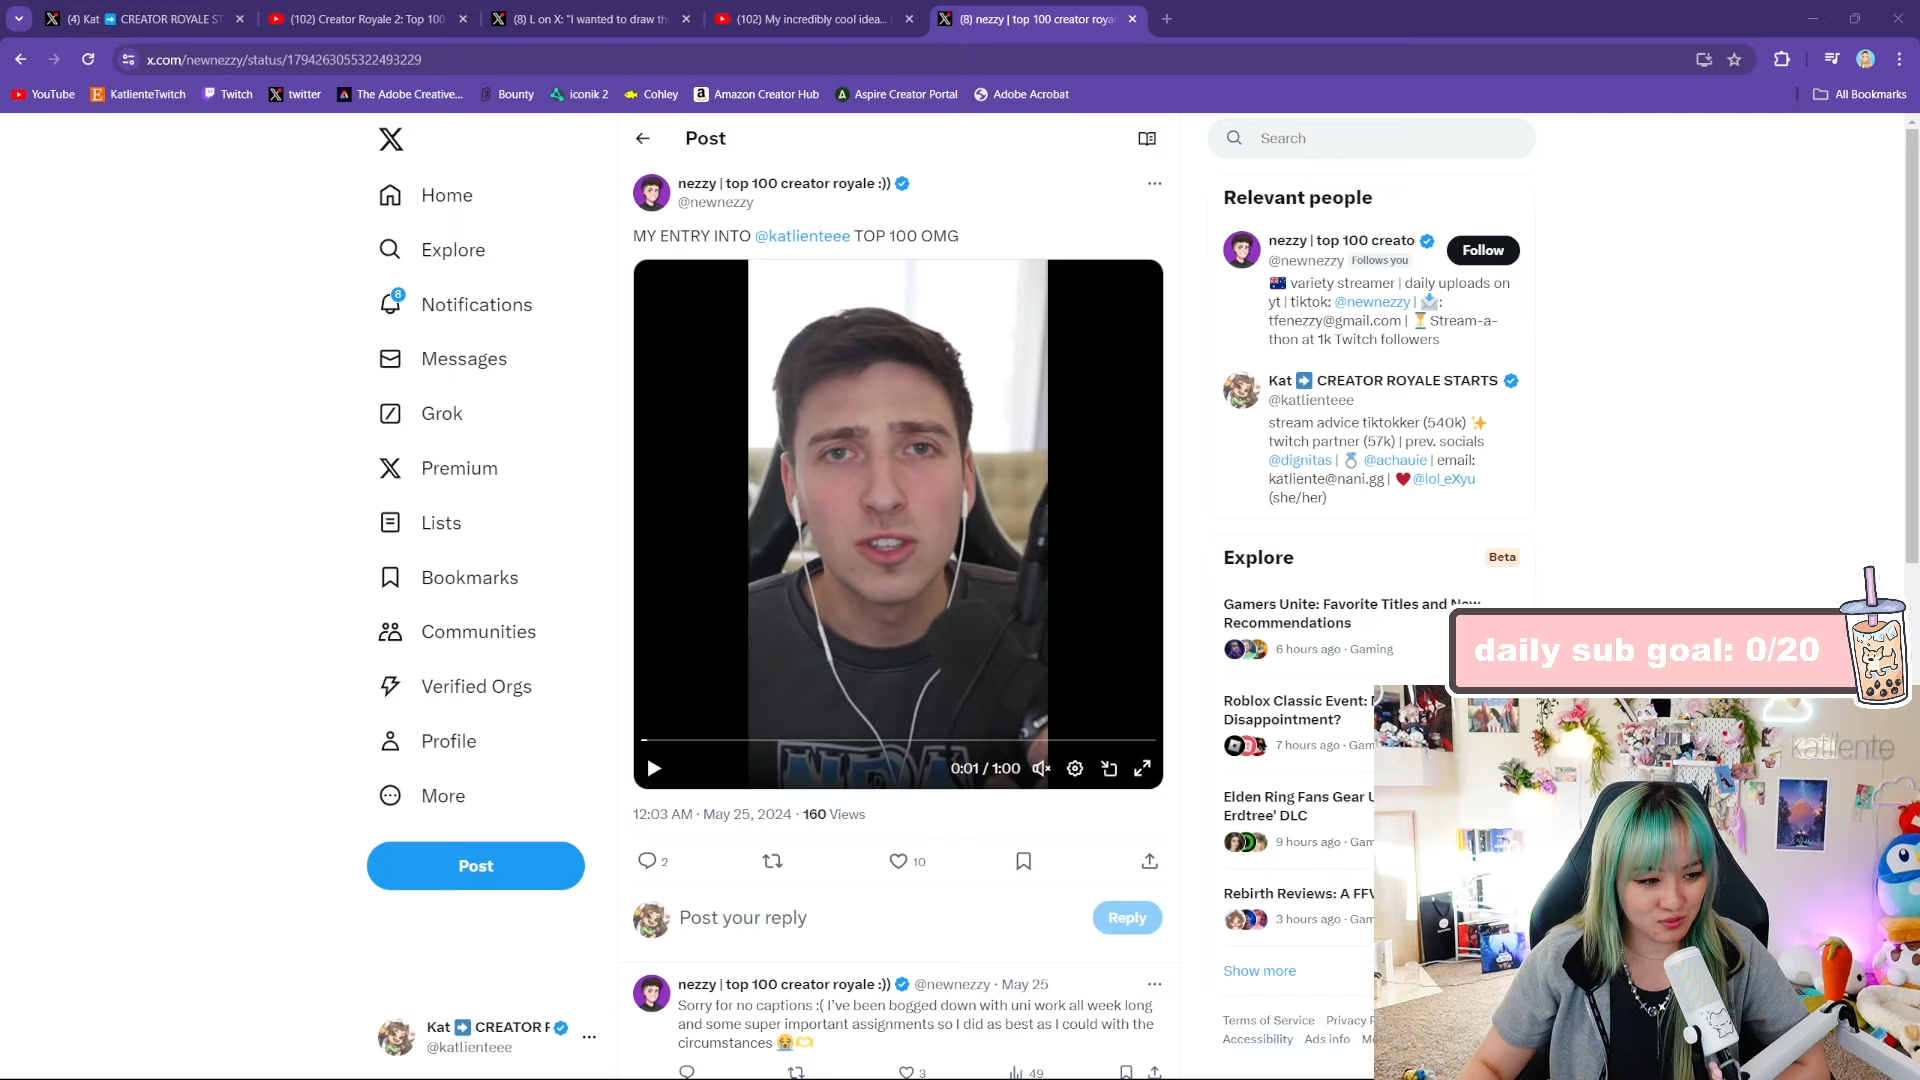 (4) Kat ➡️ CREATOR ROYALE ST
(102) Creator Royale 2: Top 100
(8) L on X: "I wanted to draw th
(102) My incredibly cool idea...
(8) nezzy | top 100 creator roya
x.com/newnezzy/status/1794263055322493229
YouTube
KatlienteTwitch
Twitch
twitter
The Adobe Creative...
Bounty
iconik 2
Cohley
Amazon Creator Hub
Aspire Creator Portal
Adobe Acrobat
All Bookmarks
Home
Explore
8
Notifications
Messages
Grok
Premium
Lists
Bookmarks
Communities
Verified Orgs
Profile
More
Post
Kat ➡️ CREATOR F
@katlienteee
Post
nezzy | top 100 creator royale :))
@newnezzy
MY ENTRY INTO @katlienteee TOP 100 OMG
0:01 / 1:00
12:03 AM · May 25, 2024 · 160 Views
2
10
Post your reply
Reply
nezzy | top 100 creator royale :)) @newnezzy · May 25
Sorry for no captions :( I've been bogged down with uni work all week long
and some super important assignments so I did as best as I could with the
circumstances 😭🫶
3
49
Search
Relevant people
nezzy | top 100 creato
Follow
@newnezzy Follows you
🇦🇺 variety streamer | daily uploads on
yt | tiktok: @newnezzy | 📩:
tfenezzy@gmail.com | ⏳Stream-a-
thon at 1k Twitch followers
Kat ➡️ CREATOR ROYALE STARTS
@katlienteee
stream advice tiktokker (540k) ✨
twitch partner (57k) | prev. socials
@dignitas | 💍 @achauie | email:
katliente@nani.gg | ♥️@lol_eXyu
(she/her)
Explore
Beta
Gamers Unite: Favorite Titles and New
Recommendations
6 hours ago · Gaming
Roblox Classic Event:
Disappointment?
7 hours ago · Gam
Elden Ring Fans Gear U
Erdtree' DLC
9 hours ago · Gam
Rebirth Reviews: A FFV
3 hours ago · Gam
Show more
Terms of Service Privacy P
Accessibility Ads info
daily sub goal: 0/20
katliente